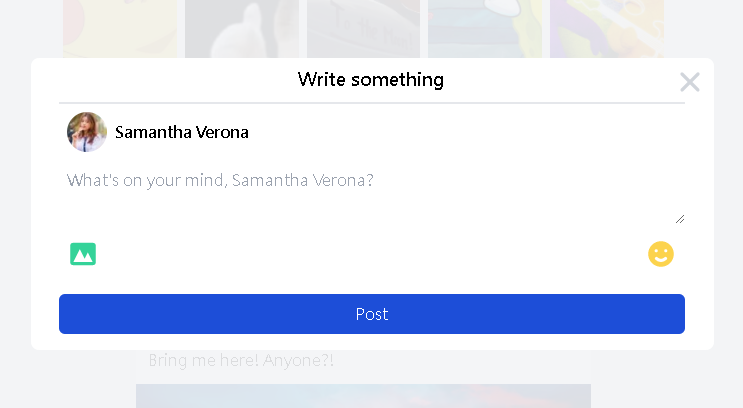 Write something
Samantha Verona
What's on your mind, Samantha Verona?
Post
Bring me here! Anyone?!